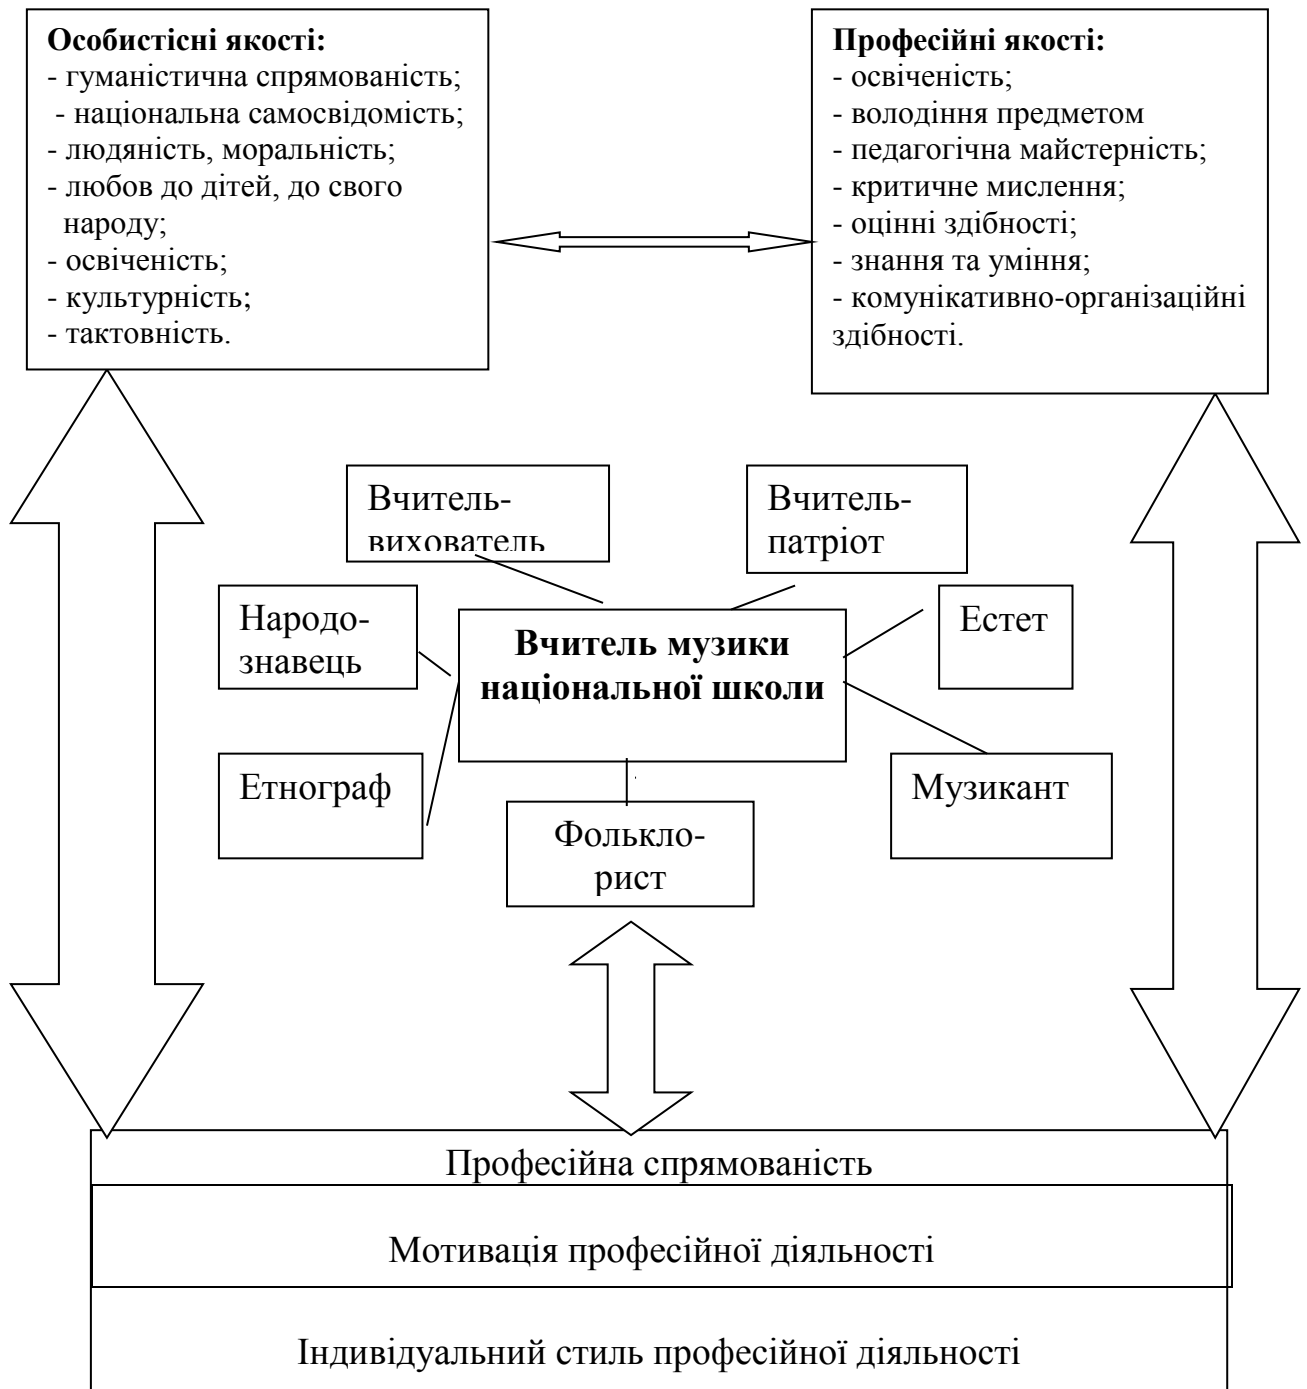 Особистісні якості:
- гуманістична спрямованість;
- національна самосвідомість;
- людяність, моральність;
- любов до дітей, до свого
народу;
- освіченість;
- культурність;
- тактовність.
Професійні якості:
- освіченість;
- володіння предметом
- педагогічна майстерність;
- критичне мислення;
- оцінні здібності;
- знання та уміння;
- комунікативно-організаційні
здібності.
Вчитель-
вихователь
Вчитель-
патріот
Народо-
знавець
Вчитель музики
національної школи
Естет
Етнограф
Музикант
Фолькло-
рист
Професійна спрямованість
Мотивація професійної діяльності
Індивідуальний стиль професійної діяльності